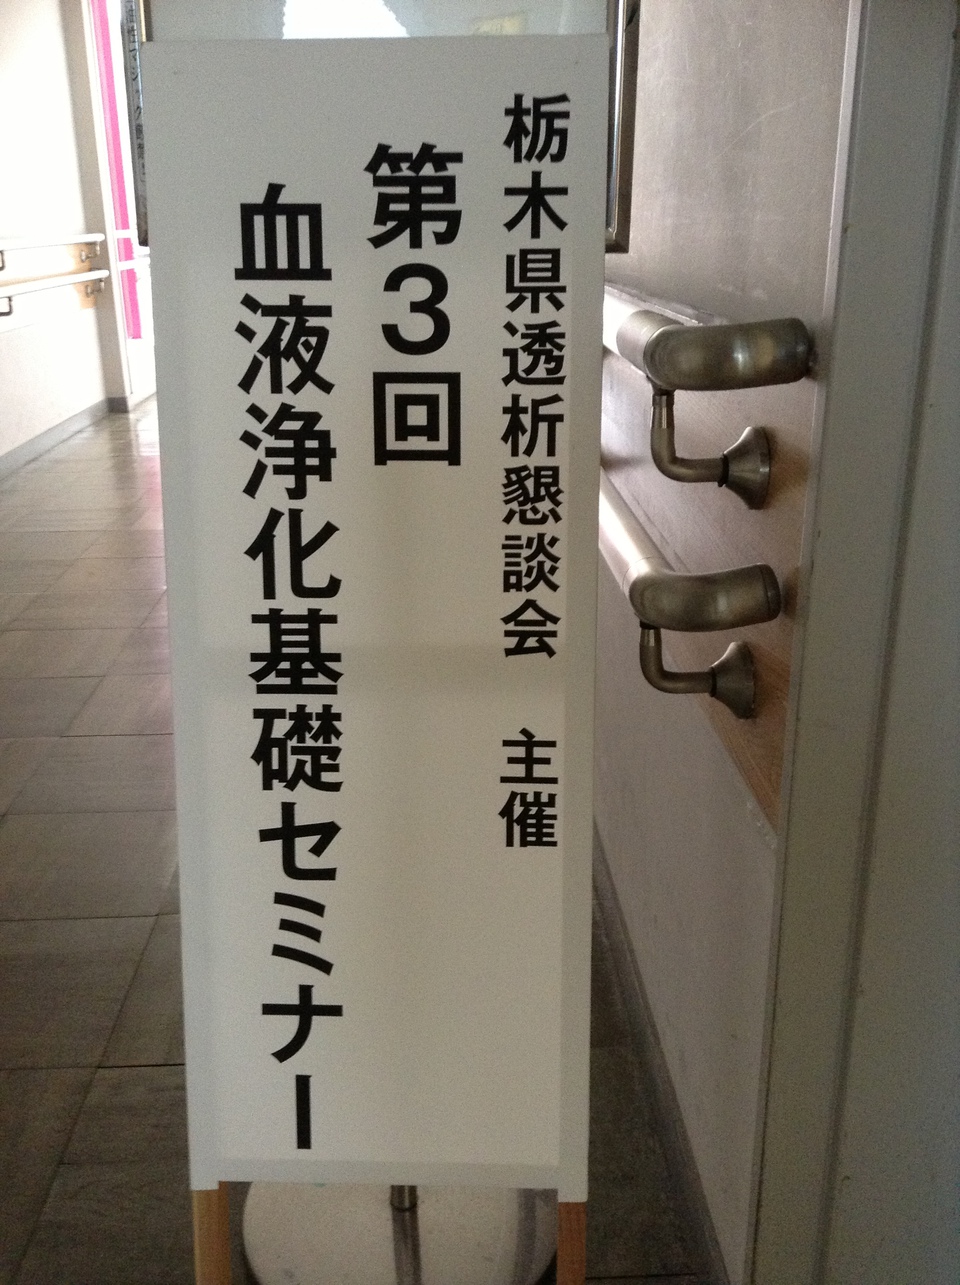 栃木県透析懇談会　主催
第3回
血液浄化基礎セミナー